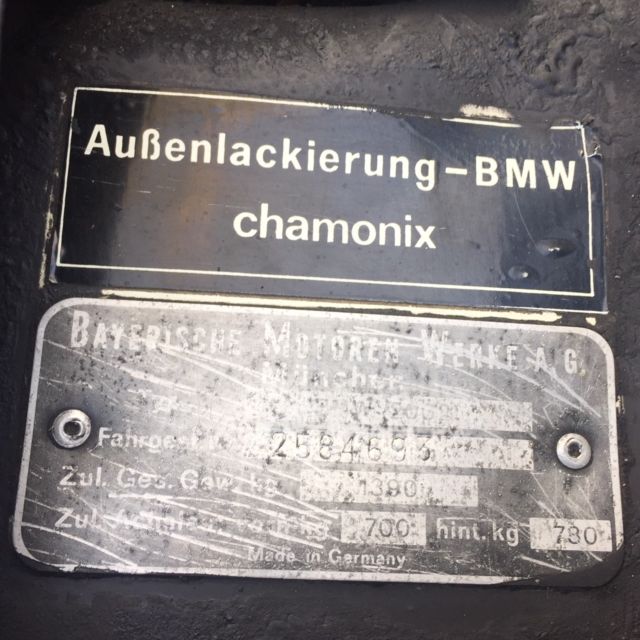 Außenlackierung-BMW
chamonix
BAYERISCHE MOTOREN WERKE A.G.
München
2584693
Zul. Ges. Gew. kg 1390
700 hint. kg 780
Made in Germany